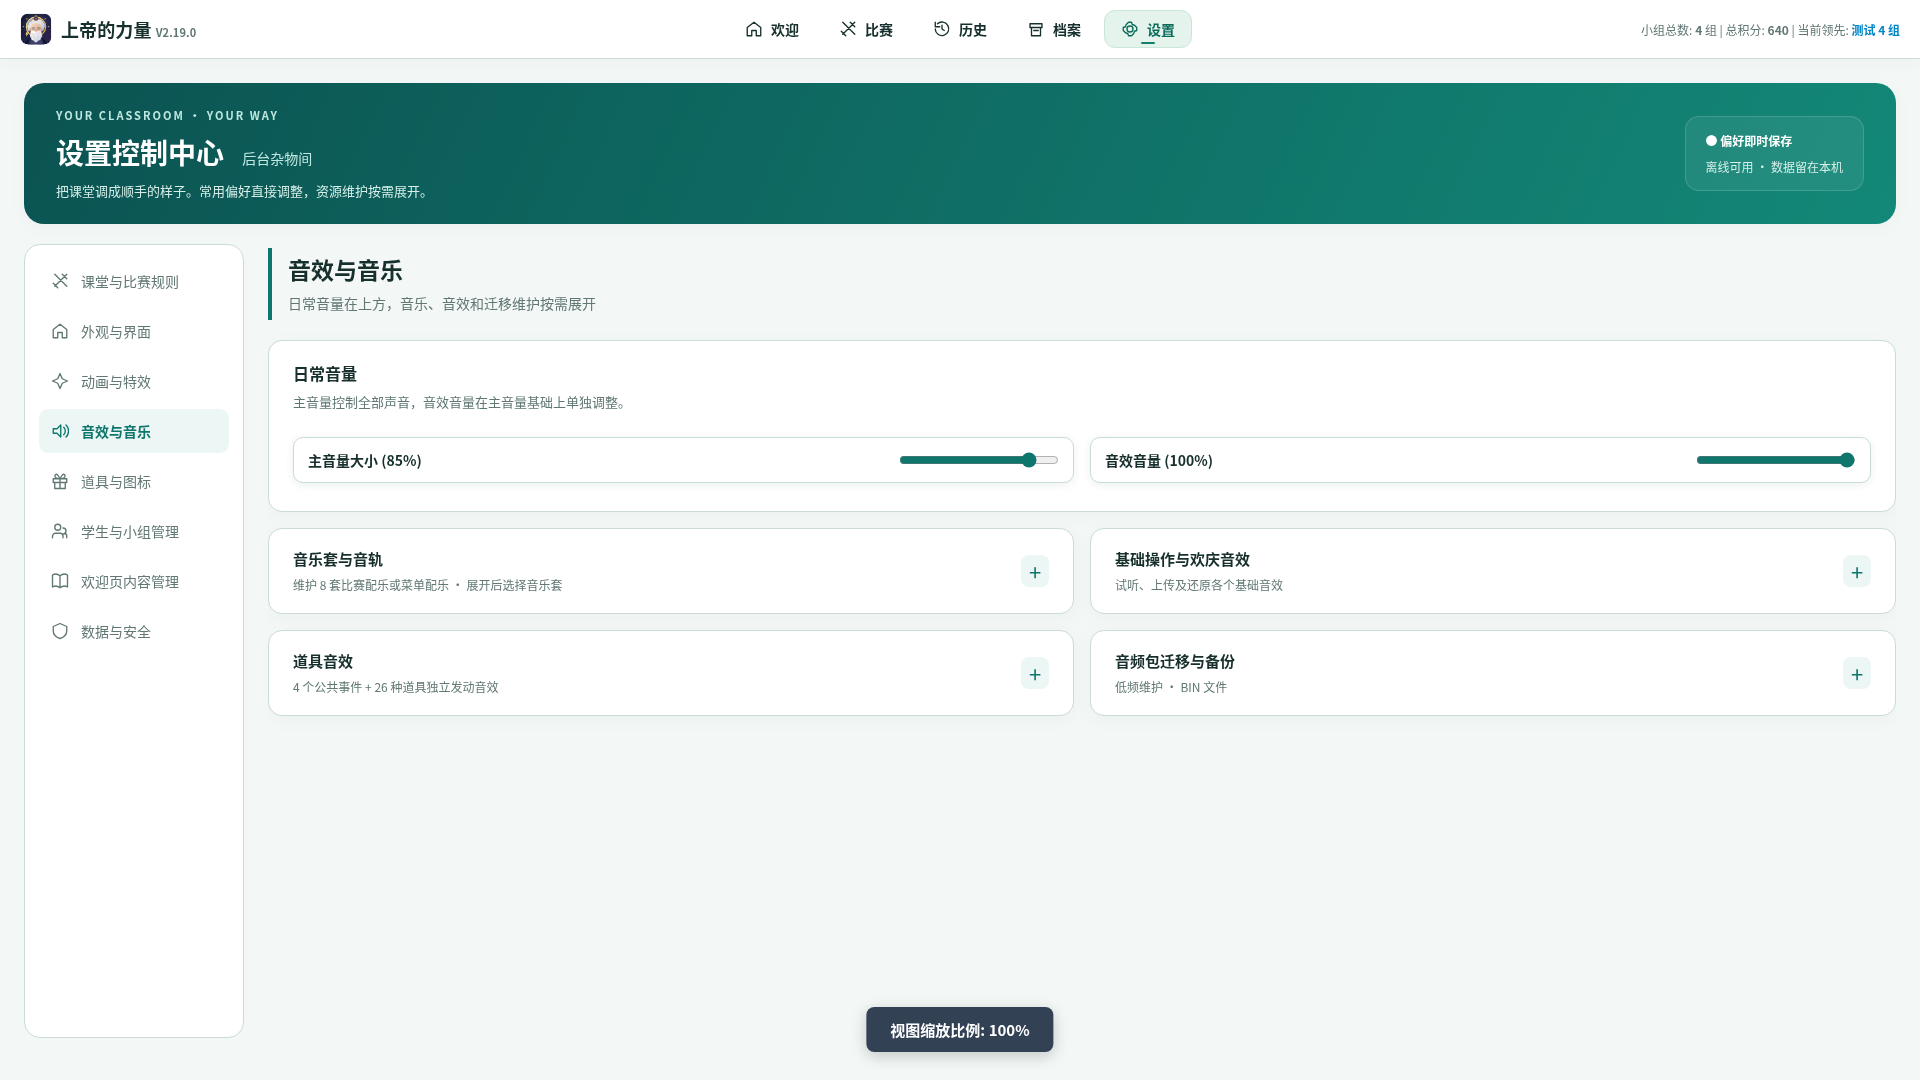 上帝的力量 V2.19.0
欢迎
比赛
历史
档案
设置
小组总数: 4 组 | 总积分: 640 | 当前领先: 测试 4 组
YOUR CLASSROOM • YOUR WAY
设置控制中心 后台杂物间
把课堂调成顺手的样子。常用偏好直接调整，资源维护按需展开。
偏好即时保存
离线可用 • 数据留在本机
课堂与比赛规则
外观与界面
动画与特效
音效与音乐
道具与图标
学生与小组管理
欢迎页内容管理
数据与安全
音效与音乐
日常音量在上方，音乐、音效和迁移维护按需展开
日常音量
主音量控制全部声音，音效音量在主音量基础上单独调整。
主音量大小 (85%)
音效音量 (100%)
音乐套与音轨
维护 8 套比赛配乐或菜单配乐 • 展开后选择音乐套
+
基础操作与欢庆音效
试听、上传及还原各个基础音效
+
道具音效
4 个公共事件 + 26 种道具独立发动音效
+
音频包迁移与备份
低频维护 • BIN 文件
+
视图缩放比例: 100%